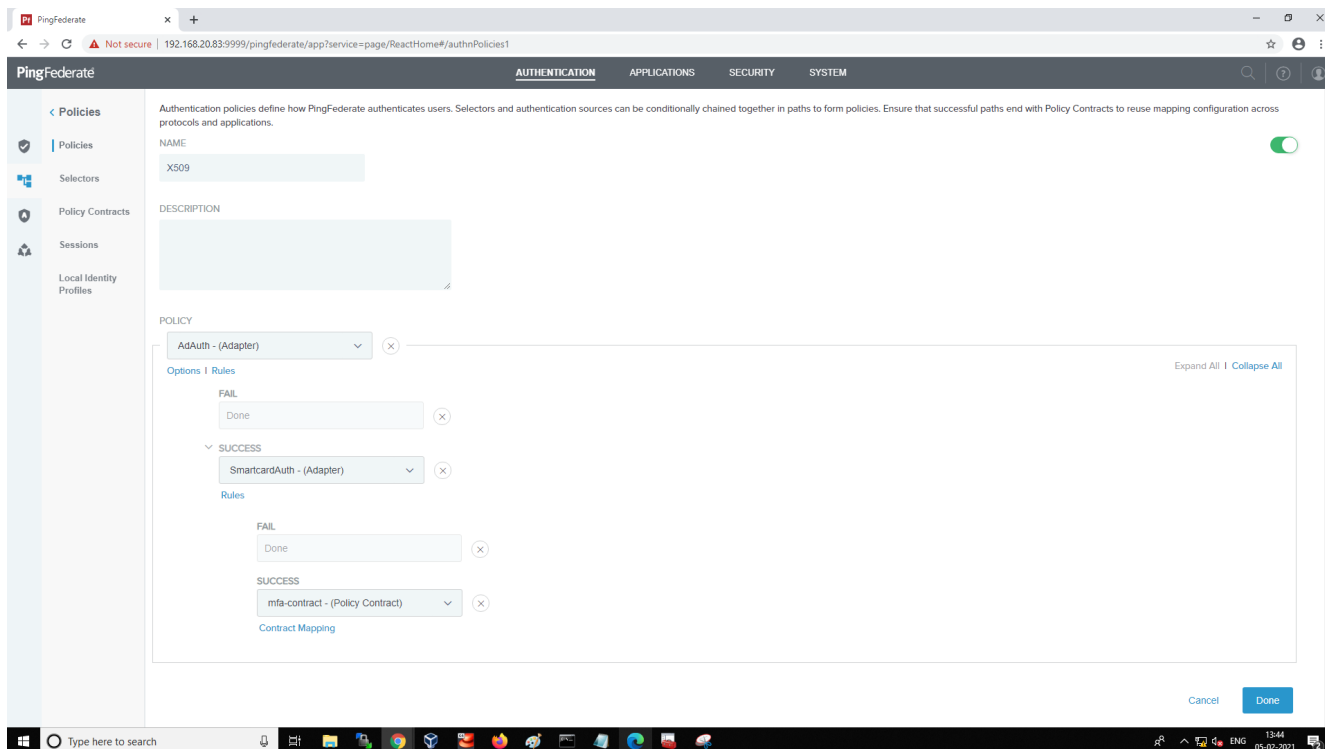 Pf PingFederate
Not secure | 192.168.20.83:9999/pingfederate/app?service=page/ReactHome#/authnPolicies1
PingFederate AUTHENTICATION APPLICATIONS SECURITY SYSTEM
< Policies
Policies
Selectors
Policy Contracts
Sessions
Local Identity
Profiles
Authentication policies define how PingFederate authenticates users. Selectors and authentication sources can be conditionally chained together in paths to form policies. Ensure that successful paths end with Policy Contracts to reuse mapping configuration across
protocols and applications.
NAME
X509
DESCRIPTION
POLICY
AdAuth - (Adapter)
Options | Rules
Expand All | Collapse All
FAIL
Done
SUCCESS
SmartcardAuth - (Adapter)
Rules
FAIL
Done
SUCCESS
mfa-contract - (Policy Contract)
Contract Mapping
Cancel Done
Type here to search
ENG
13:44
05-02-2021